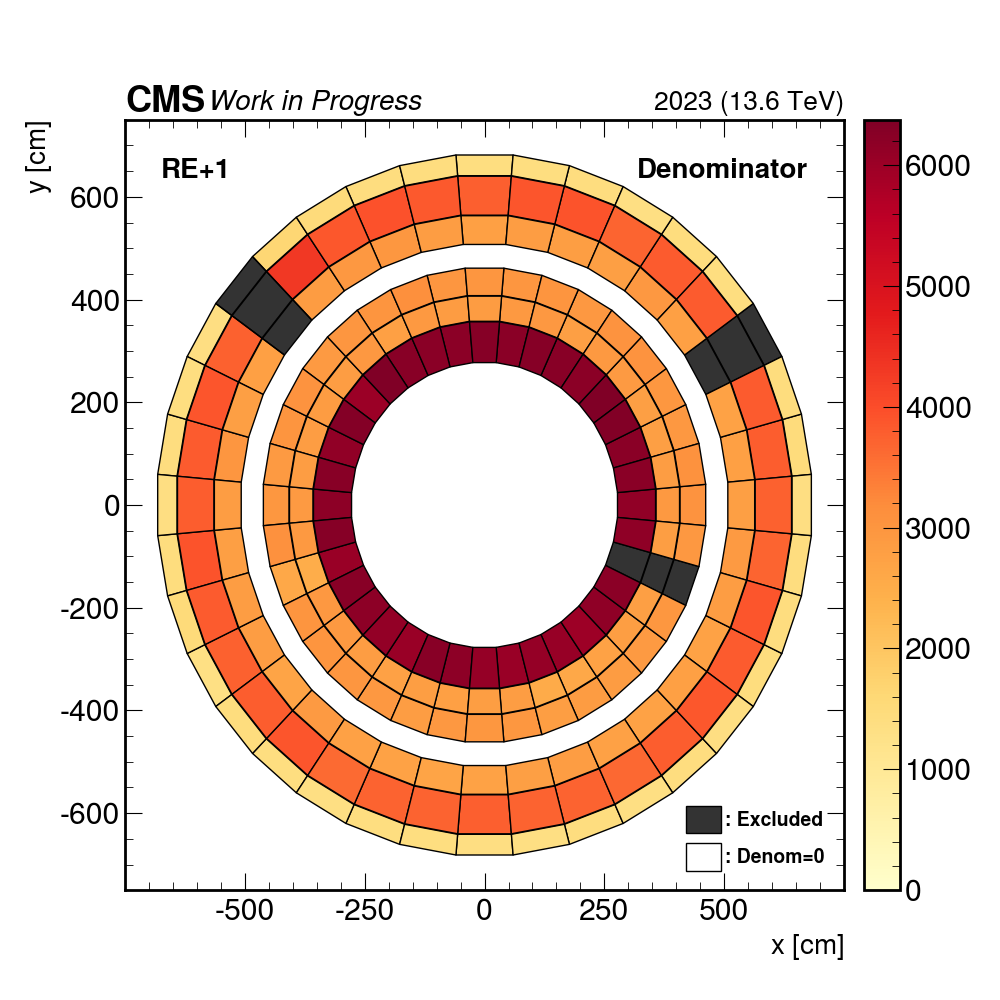 CMS Work in Progress 2023 (13.6 TeV)
y [cm]
RE+1 Denominator
600
400
200
0
-200
-400
-600
-500 -250 0 250 500
x [cm]
: Excluded
: Denom=0
6000
5000
4000
3000
2000
1000
0